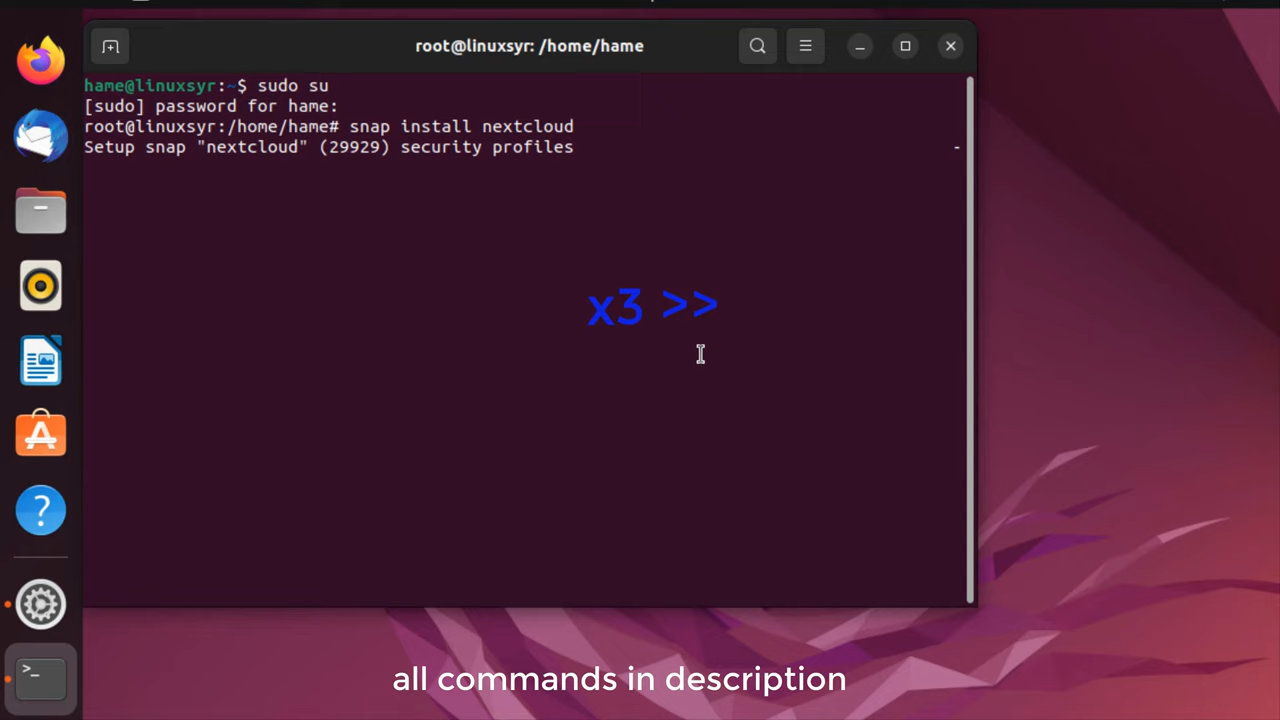 root@linuxsyr: /home/hame
hame@linuxsyr:~$ sudo su
[sudo] password for hame:
root@linuxsyr:/home/hame# snap install nextcloud
Setup snap "nextcloud" (29929) security profiles -
x3 >>
all commands in description